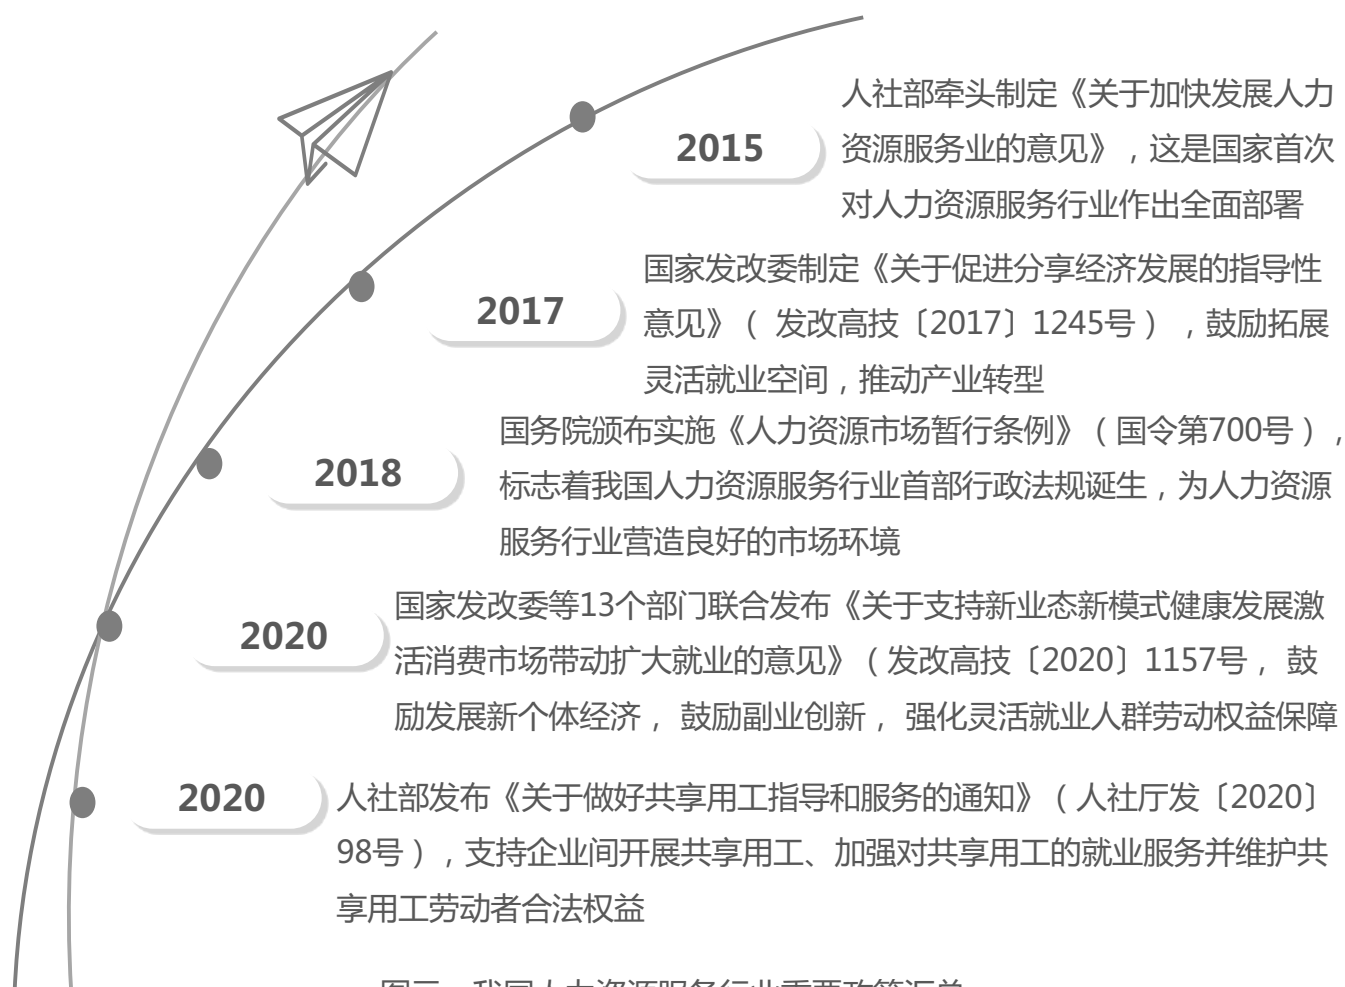 2015
人社部牵头制定《关于加快发展人力
资源服务业的意见》，这是国家首次
对人力资源服务行业作出全面部署
2017
国家发改委制定《关于促进分享经济发展的指导性
意见》（ 发改高技〔2017〕1245号），鼓励拓展
灵活就业空间，推动产业转型
2018
国务院颁布实施《人力资源市场暂行条例》（国令第700号），
标志着我国人力资源服务行业首部行政法规诞生，为人力资源
服务行业营造良好的市场环境
2020
国家发改委等13个部门联合发布《关于支持新业态新模式健康发展激
活消费市场带动扩大就业的意见》（发改高技〔2020〕1157号，鼓
励发展新个体经济，鼓励副业创新，强化灵活就业人群劳动权益保障
2020
人社部发布《关于做好共享用工指导和服务的通知》（人社厅发〔2020〕
98号），支持企业间开展共享用工、加强对共享用工的就业服务并维护共
享用工劳动者合法权益
我国人力资源服务行业重要政策汇总